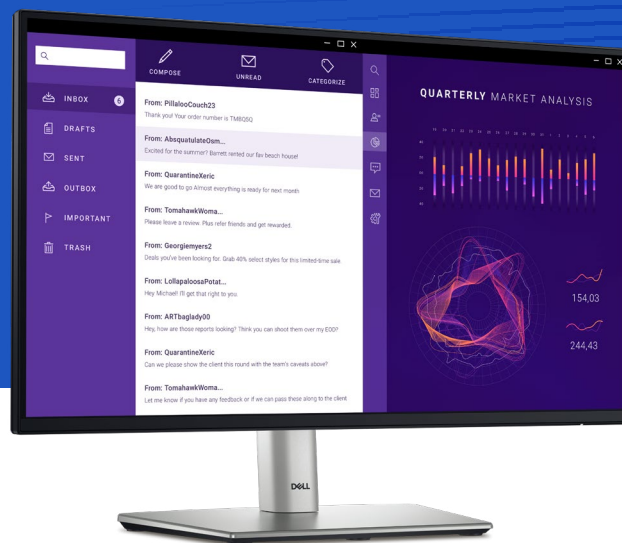 COMPOSE
UNREAD
CATEGORIZE
INBOX 6
DRAFTS
SENT
OUTBOX
IMPORTANT
TRASH
From: PillalooCouch23
Thank you! Your order number is TMBQSQ
From: AbsquatulateOsm...
Excited for the summer? Barrett rented our fav beach house!
From: QuarantineXeric
We are good to go Almost everything is ready for next month
From: TomahawkWoma...
Please leave a review. Plus refer friends and get rewarded.
From: Georgiemyers2
Deals you've been looking for. Grab 40% select styles for this limited-time sale
From: LollapaloosaPotat...
Hey Michael! I'll get that right to you.
From: ARTbaglady00
Hey, how are those reports looking? Think you can shoot them over my EOD?
From: QuarantineXeric
Can we please show the client this round with the team's caveats above?
From: TomahawkWoma...
Let me know if you have any feedback or if we can pass these along to the client
QUARTERLY MARKET ANALYSIS
154,03
244,43
DELL